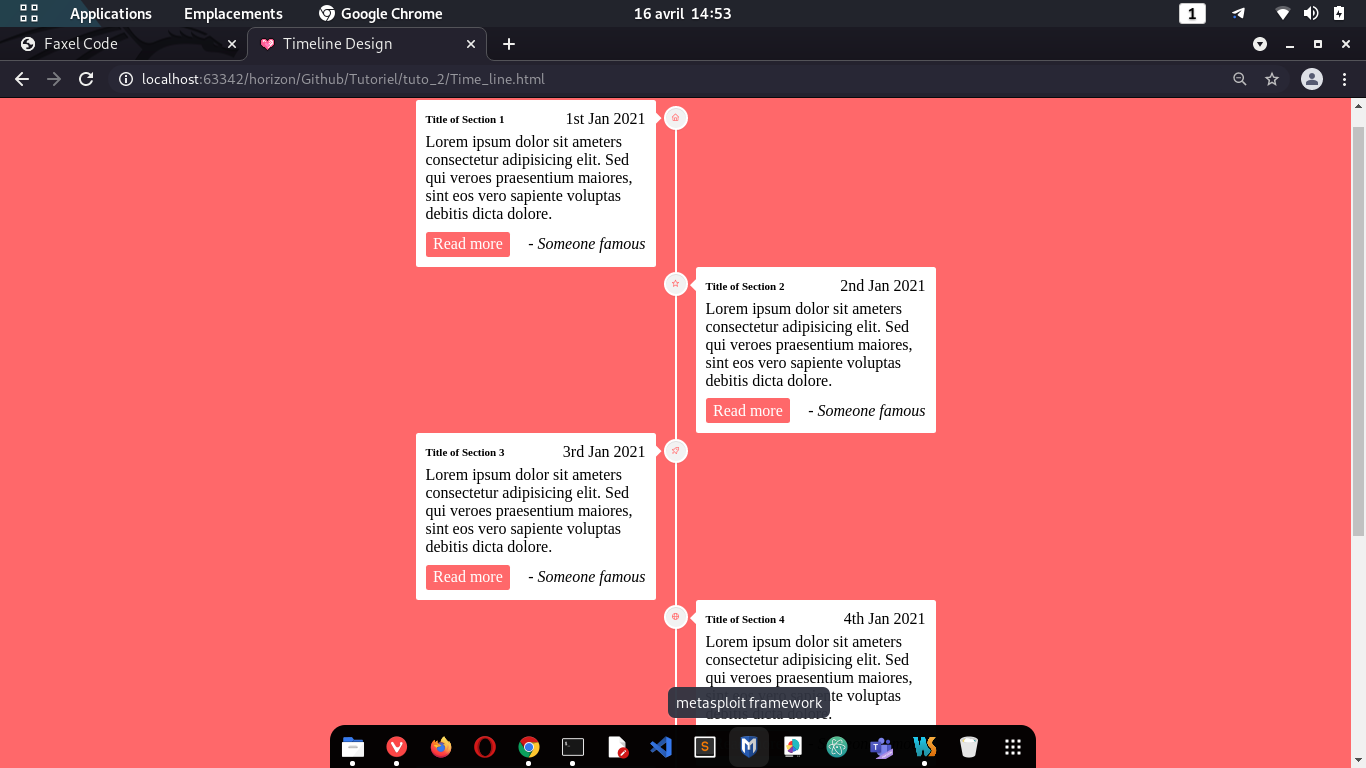 Applications Emplacements Google Chrome 16 avril 14:53 1
Faxel Code Timeline Design
localhost:63342/horizon/Github/Tutoriel/tuto_2/Time_line.html
Title of Section 1 1st Jan 2021
Lorem ipsum dolor sit ameters
consectetur adipisicing elit. Sed
qui veroes praesentium maiores,
sint eos vero sapiente voluptas
debitis dicta dolore.
Read more - Someone famous
Title of Section 2 2nd Jan 2021
Lorem ipsum dolor sit ameters
consectetur adipisicing elit. Sed
qui veroes praesentium maiores,
sint eos vero sapiente voluptas
debitis dicta dolore.
Read more - Someone famous
Title of Section 3 3rd Jan 2021
Lorem ipsum dolor sit ameters
consectetur adipisicing elit. Sed
qui veroes praesentium maiores,
sint eos vero sapiente voluptas
debitis dicta dolore.
Read more - Someone famous
Title of Section 4 4th Jan 2021
Lorem ipsum dolor sit ameters
consectetur adipisicing elit. Sed
qui veroes praesentium maiores,
voluptas
metasploit framework